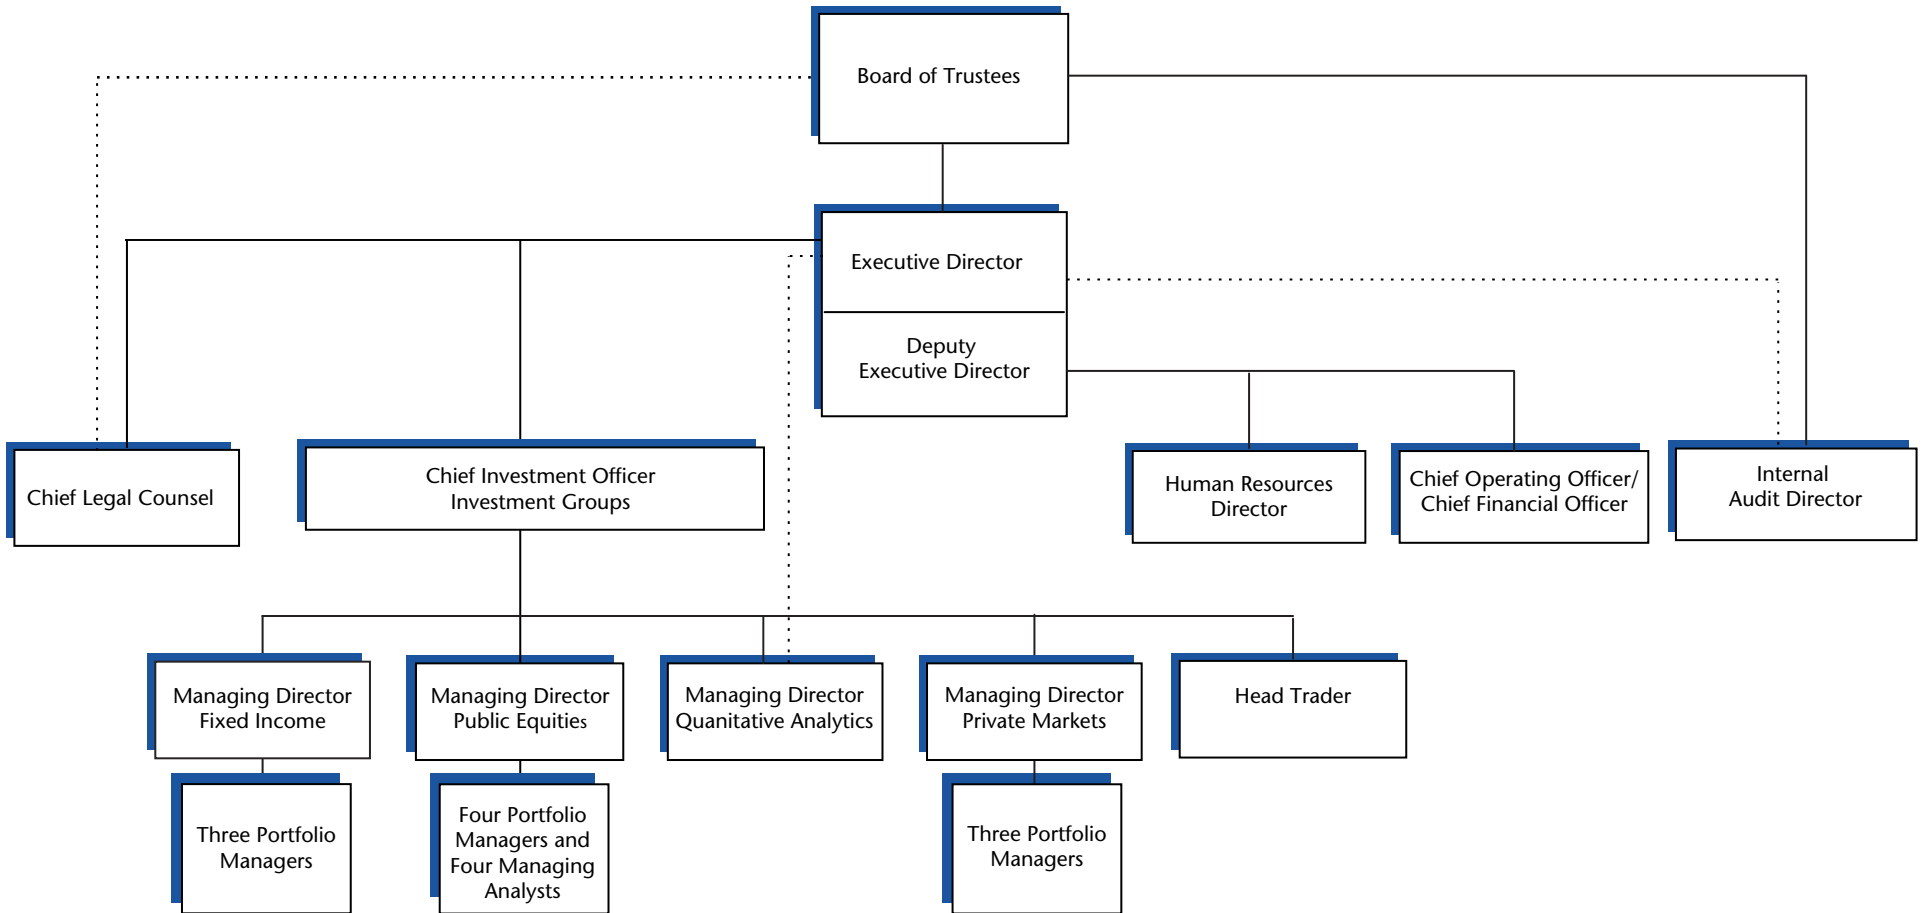 Board of Trustees
Executive Director
Deputy
Executive Director
Chief Legal Counsel
Chief Investment Officer
Investment Groups
Human Resources
Director
Chief Operating Officer/
Chief Financial Officer
Internal
Audit Director
Managing Director
Fixed Income
Managing Director
Public Equities
Managing Director
Quanitative Analytics
Managing Director
Private Markets
Head Trader
Three Portfolio
Managers
Four Portfolio
Managers and
Four Managing
Analysts
Three Portfolio
Managers